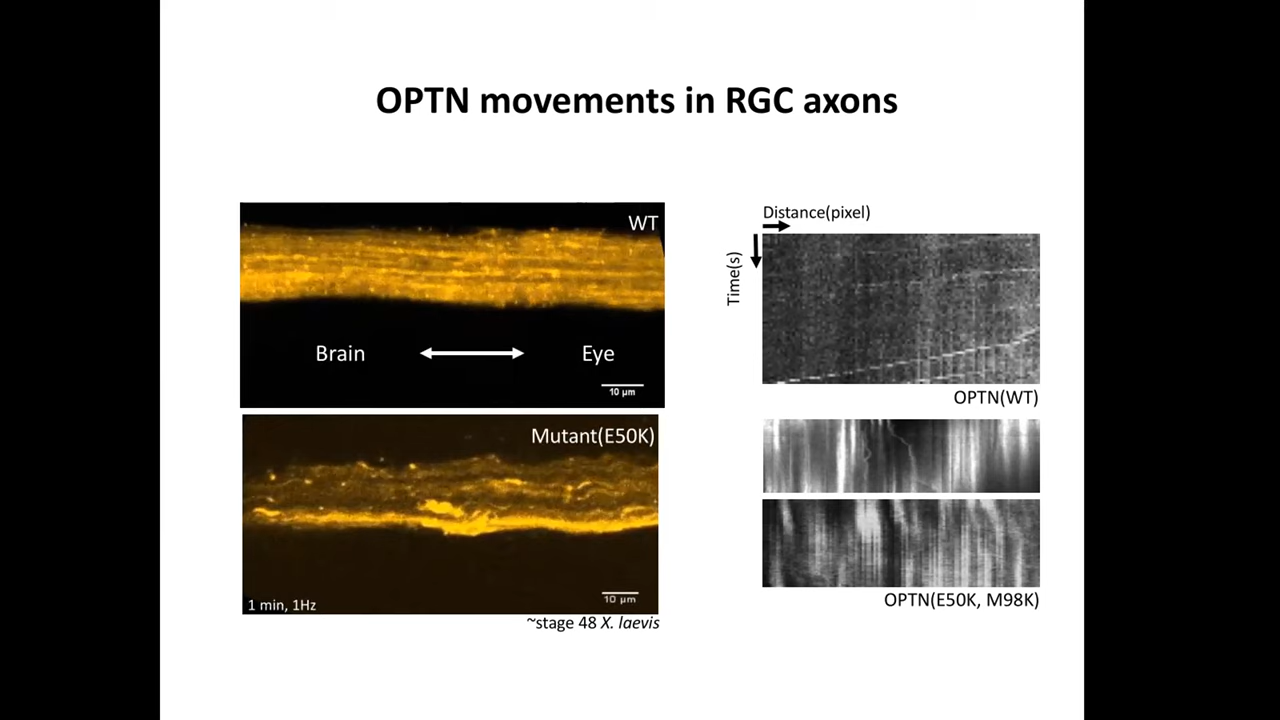 OPTN movements in RGC axons
WT
Brain
Eye
10 µm
Mutant(E50K)
1 min, 1Hz
10 µm
~stage 48 X. laevis
Distance(pixel)
Time(s)
OPTN(WT)
OPTN(E50K, M98K)